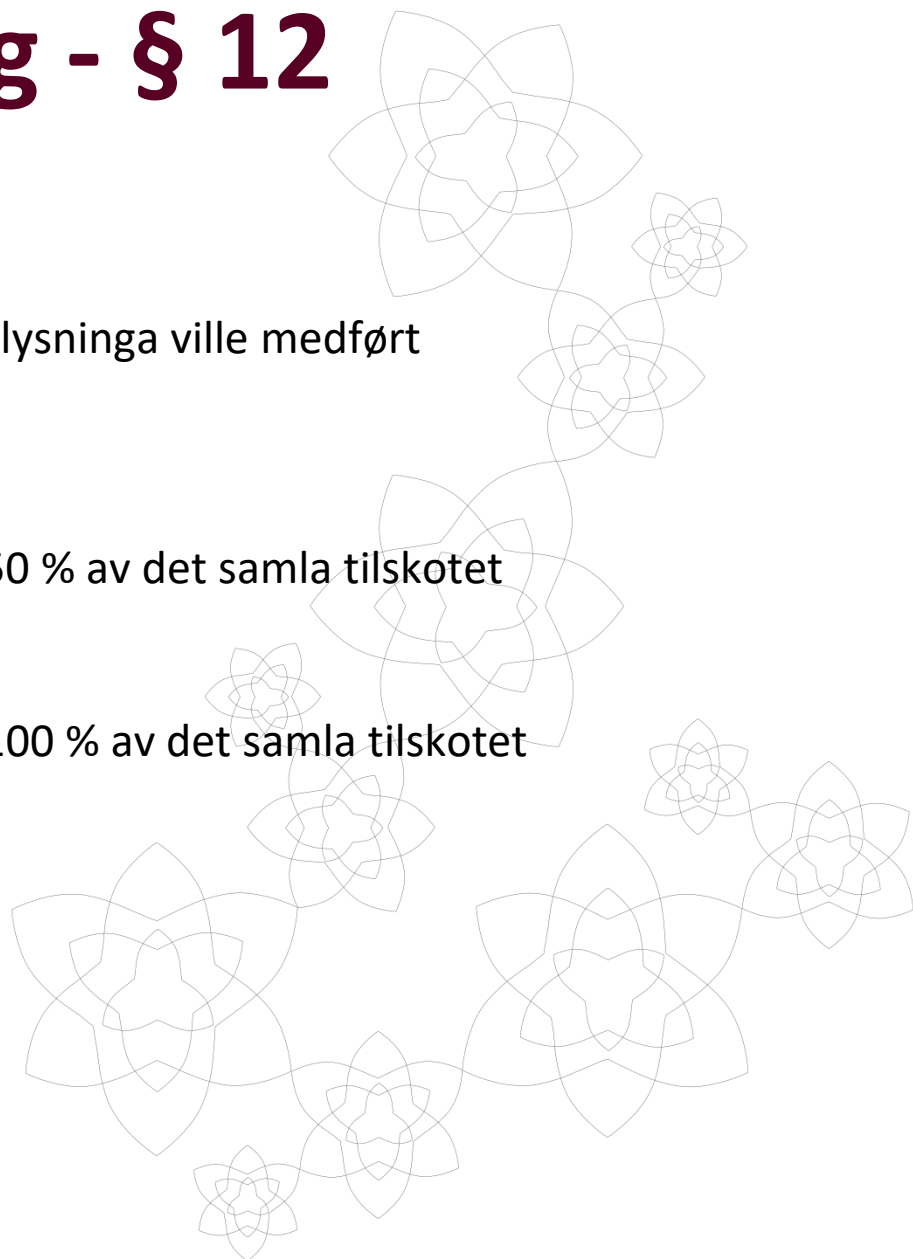 g - § 12
lysninga ville medført
50 % av det samla tilskotet
100 % av det samla tilskotet